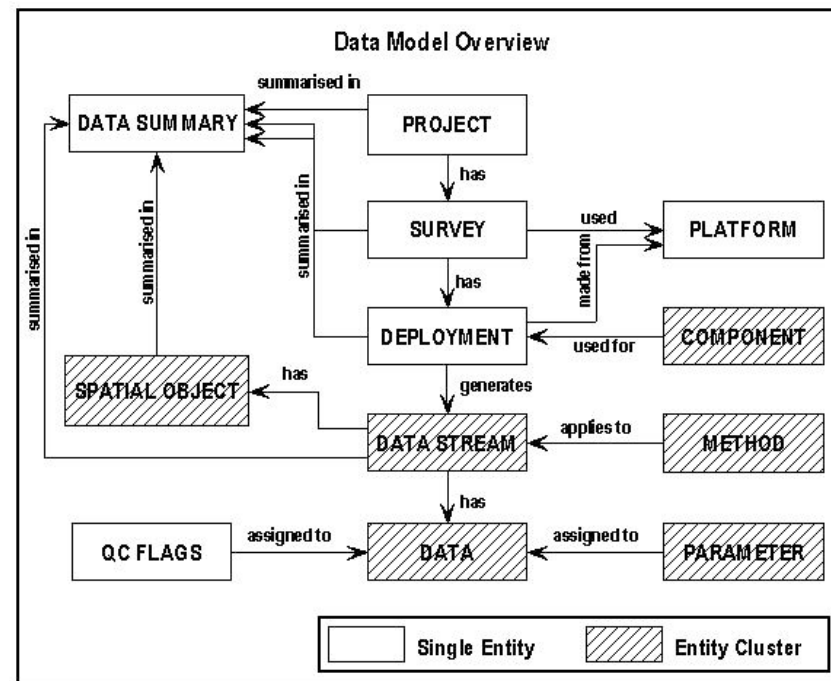 Data Model Overview
summarised in
DATA SUMMARY
PROJECT
has
SURVEY
used
PLATFORM
summarised in
summarised in
summarised in
made from
has
DEPLOYMENT
used for
COMPONENT
SPATIAL OBJECT
has
generates
DATA STREAM
applies to
METHOD
has
QC FLAGS
assigned to
DATA
assigned to
PARAMETER
Single Entity
Entity Cluster